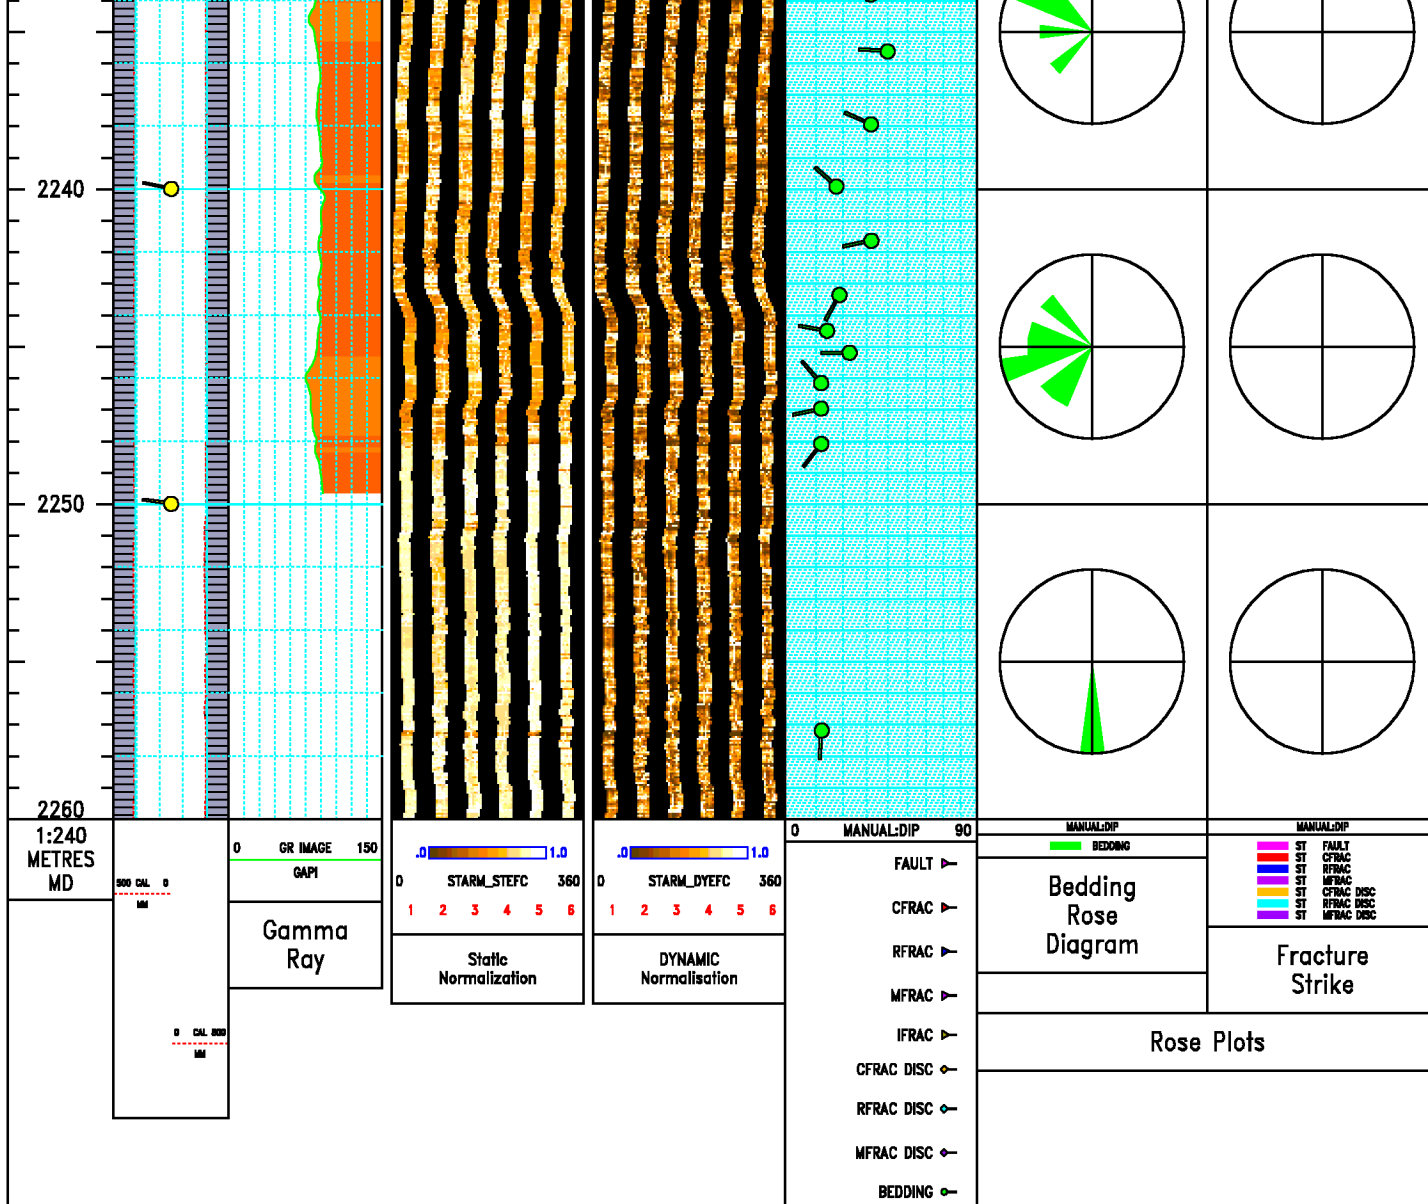 2240
2250
2260
1:240
METRES
MD
500 CAL 0
MM
0 CAL 500
MM
0 GR IMAGE 150
GAPI
Gamma
Ray
.0 1.0
0 STARM_STEFC 360
1 2 3 4 5 6
Static
Normalization
.0 1.0
0 STARM_DYEFC 360
1 2 3 4 5 6
DYNAMIC
Normalisation
0 MANUAL:DIP 90
FAULT
CFRAC
RFRAC
MFRAC
IFRAC
CFRAC DISC
RFRAC DISC
MFRAC DISC
BEDDING
MANUAL:DIP
BEDDING
Bedding
Rose
Diagram
MANUAL:DIP
ST FAULT
ST CFRAC
ST RFRAC
ST MFRAC
ST CFRAC DISC
ST RFRAC DISC
ST MFRAC DISC
Fracture
Strike
Rose Plots